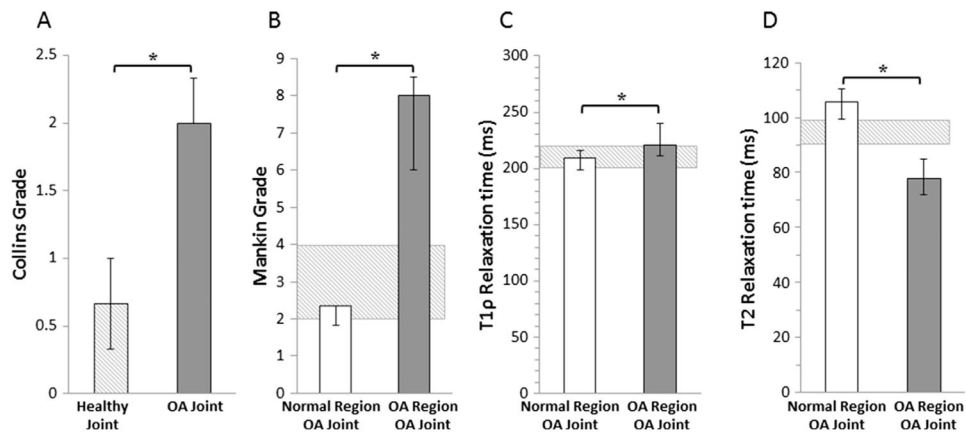 A
Collins Grade
2.5
2
1.5
1
0.5
0
*
Healthy Joint
OA Joint
B
Mankin Grade
9
8
7
6
5
4
3
2
1
0
*
Normal Region OA Joint
OA Region OA Joint
C
T1ρ Relaxation time (ms)
300
250
200
150
100
50
0
*
Normal Region OA Joint
OA Region OA Joint
D
T2 Relaxation time (ms)
120
100
80
60
40
20
0
*
Normal Region OA Joint
OA Region OA Joint